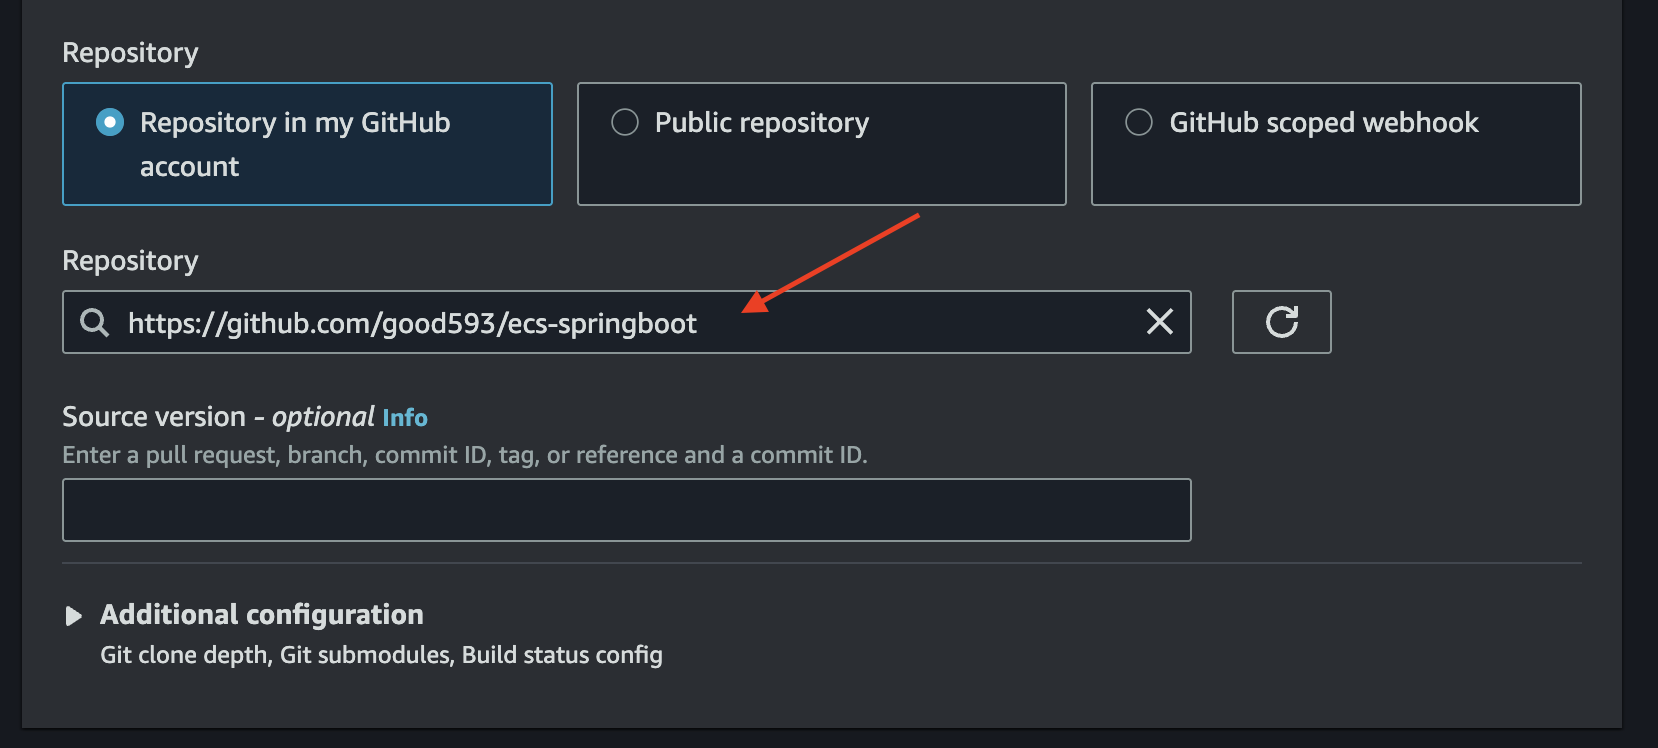 Repository
Repository in my GitHub
account
Public repository
GitHub scoped webhook
Repository
https://github.com/good593/ecs-springboot
Source version - optional Info
Enter a pull request, branch, commit ID, tag, or reference and a commit ID.
Additional configuration
Git clone depth, Git submodules, Build status config